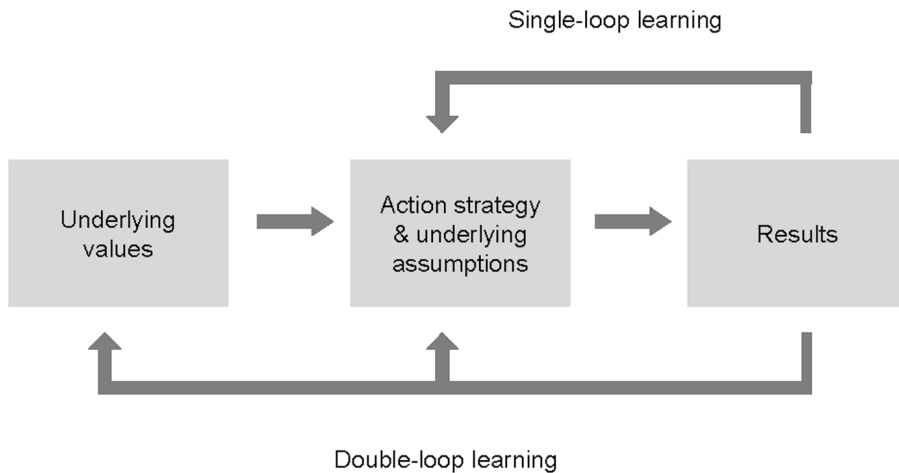 Single-loop learning
Underlying
values
Action strategy
& underlying
assumptions
Results
Double-loop learning